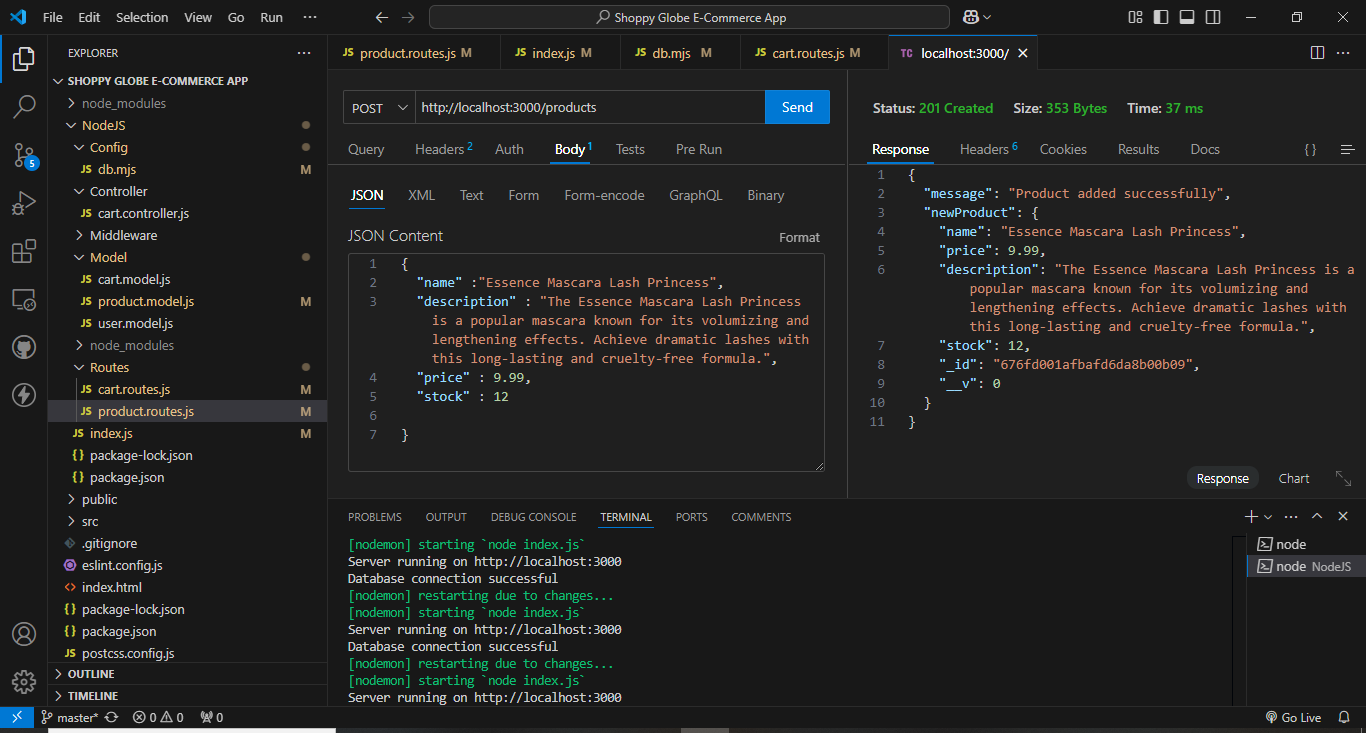 File Edit Selection View Go Run ···
Shoppy Globe E-Commerce App
EXPLORER
SHOPPY GLOBE E-COMMERCE APP
node_modules
NodeJS
Config
JS db.mjs M
Controller
JS cart.controller.js
Middleware
Model
JS cart.model.js
JS product.model.js M
JS user.model.js
node_modules
Routes
JS cart.routes.js M
JS product.routes.js M
JS index.js M
{} package-lock.json
{} package.json
public
src
.gitignore
eslint.config.js
<> index.html
{} package-lock.json
{} package.json
JS postcss.config.js
OUTLINE
TIMELINE
5
JS product.routes.js M
JS index.js M
JS db.mjs M
JS cart.routes.js M
TC localhost:3000/
POST
http://localhost:3000/products
Send
Query Headers 2 Auth Body 1 Tests Pre Run
JSON XML Text Form Form-encode GraphQL Binary
JSON Content
Format
1 {
2 "name" :"Essence Mascara Lash Princess",
3 "description" : "The Essence Mascara Lash Princess
is a popular mascara known for its volumizing and
lengthening effects. Achieve dramatic lashes with
this long-lasting and cruelty-free formula.",
4 "price" : 9.99,
5 "stock" : 12
6
7 }
Status: 201 Created Size: 353 Bytes Time: 37 ms
Response Headers 6 Cookies Results Docs {}
1 {
2 "message": "Product added successfully",
3 "newProduct": {
4 "name": "Essence Mascara Lash Princess",
5 "price": 9.99,
6 "description": "The Essence Mascara Lash Princess is a
popular mascara known for its volumizing and
lengthening effects. Achieve dramatic lashes with
this long-lasting and cruelty-free formula.",
7 "stock": 12,
8 "_id": "676fd001afbafd6da8b00b09",
9 "__v": 0
10 }
11 }
Response Chart
PROBLEMS OUTPUT DEBUG CONSOLE TERMINAL PORTS COMMENTS
[nodemon] starting `node index.js`
Server running on http://localhost:3000
Database connection successful
[nodemon] restarting due to changes...
[nodemon] starting `node index.js`
Server running on http://localhost:3000
Database connection successful
[nodemon] restarting due to changes...
[nodemon] starting `node index.js`
Server running on http://localhost:3000
node
node NodeJS
master* 0 0 0
Go Live